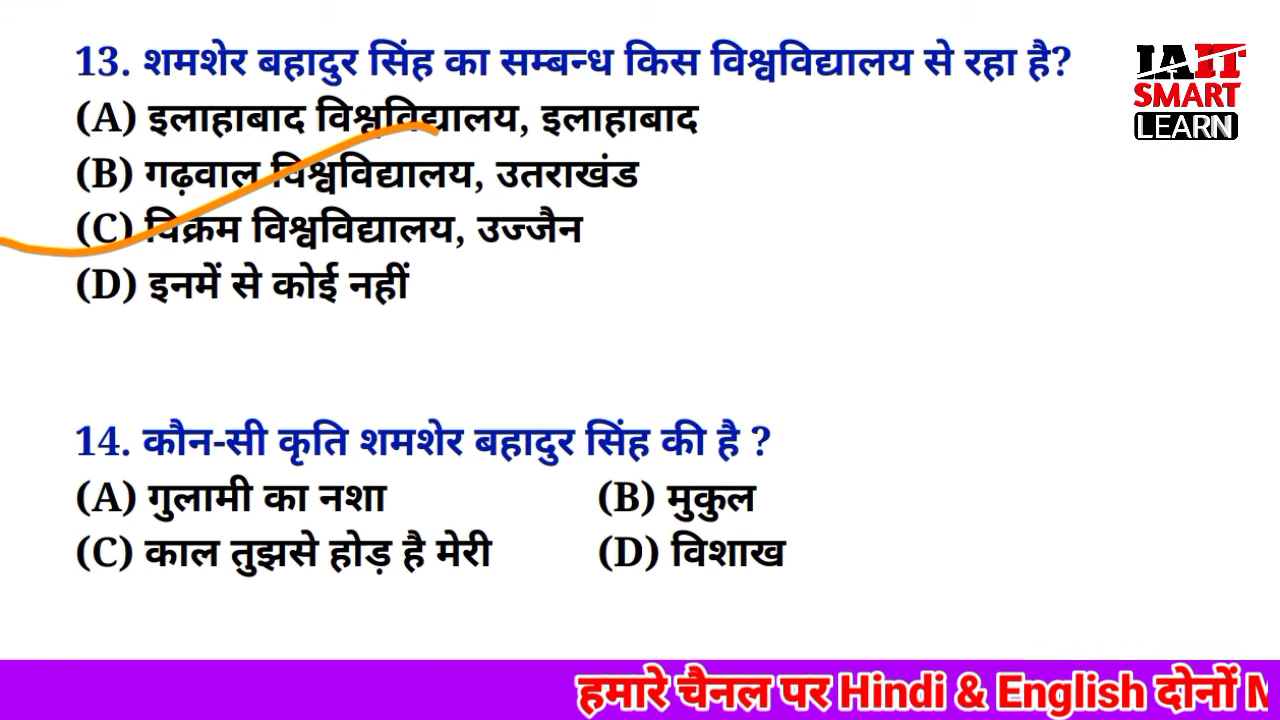 13. शमशेर बहादुर सिंह का सम्बन्ध किस विश्वविद्यालय से रहा है?
(A) इलाहाबाद विश्वविद्यालय, इलाहाबाद
(B) गढ़वाल विश्वविद्यालय, उतराखंड
(C) विक्रम विश्वविद्यालय, उज्जैन
(D) इनमें से कोई नहीं
IAIT
SMART
LEARN
14. कौन-सी कृति शमशेर बहादुर सिंह की है ?
(A) गुलामी का नशा (B) मुकुल
(C) काल तुझसे होड़ है मेरी (D) विशाख
हमारे चैनल पर Hindi & English दोनों